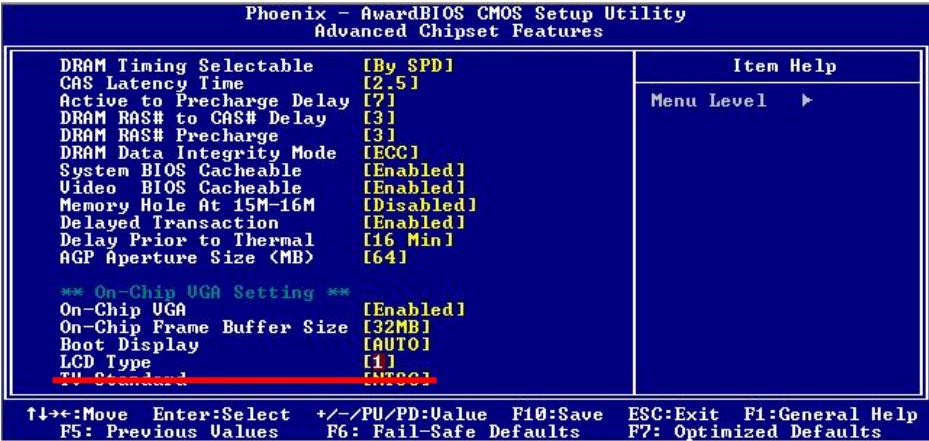 Phoenix - AwardBIOS CMOS Setup Utility
Advanced Chipset Features
DRAM Timing Selectable [By SPD]
CAS Latency Time [2.5]
Active to Precharge Delay [7]
DRAM RAS# to CAS# Delay [3]
DRAM RAS# Precharge [3]
DRAM Data Integrity Mode [ECC]
System BIOS Cacheable [Enabled]
Video BIOS Cacheable [Enabled]
Memory Hole At 15M-16M [Disabled]
Delayed Transaction [Enabled]
Delay Prior to Thermal [16 Min]
AGP Aperture Size (MB) [64]
** On-Chip VGA Setting **
On-Chip VGA [Enabled]
On-Chip Frame Buffer Size [32MB]
Boot Display [AUTO]
LCD Type [1]
TV Standard [NTSC]
Item Help
Menu Level ►
↑↓→←:Move Enter:Select +/-/PU/PD:Value F10:Save ESC:Exit F1:General Help
F5: Previous Values F6: Fail-Safe Defaults F7: Optimized Defaults